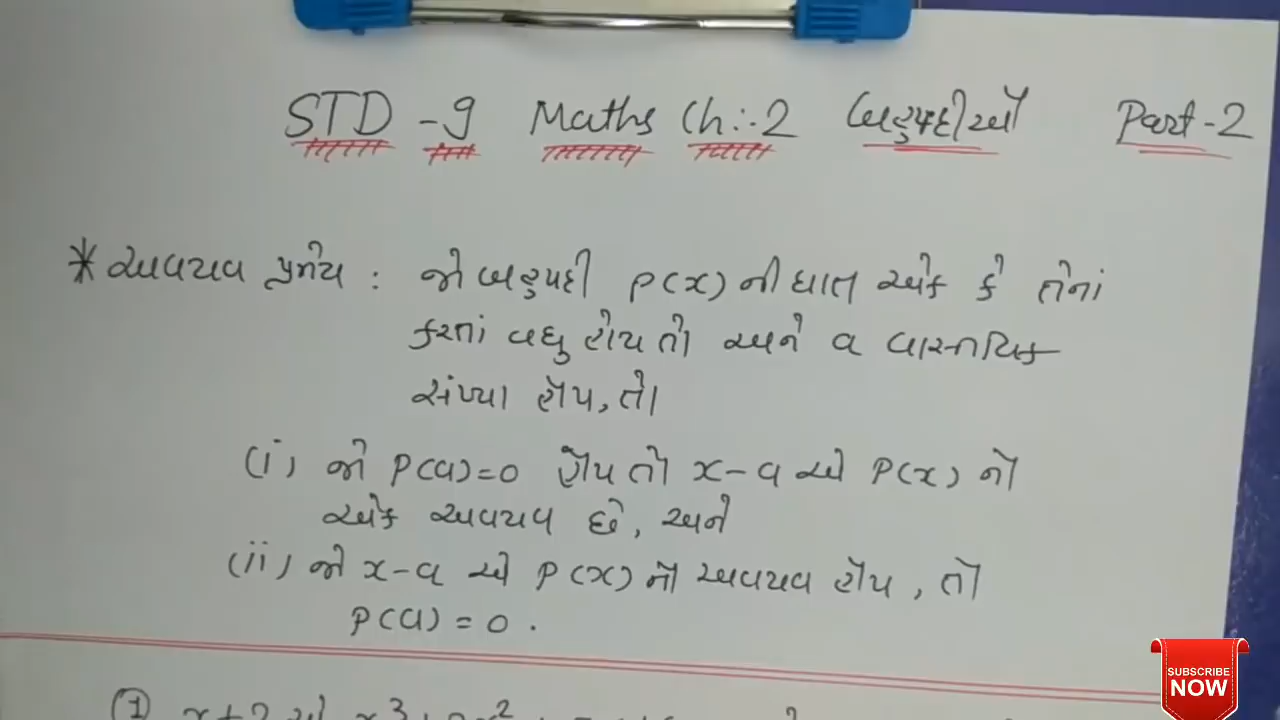 STD - 9 Maths Ch:-2 બહુપદીઓ Part-2
* અવયવ પ્રમેય : જો બહુપદી P(x) ની ઘાત એક કે તેનાં
કરતાં વધુ હોય તો અને a વાસ્તવિક
સંખ્યા હોય, તો
(i) જો P(a)=0 હોય તો x-a એ P(x) નો
એક અવયવ છે, અને
(ii) જો x-a એ P(x) નો અવયવ હોય, તો
P(a) = 0 .
SUBSCRIBE
NOW